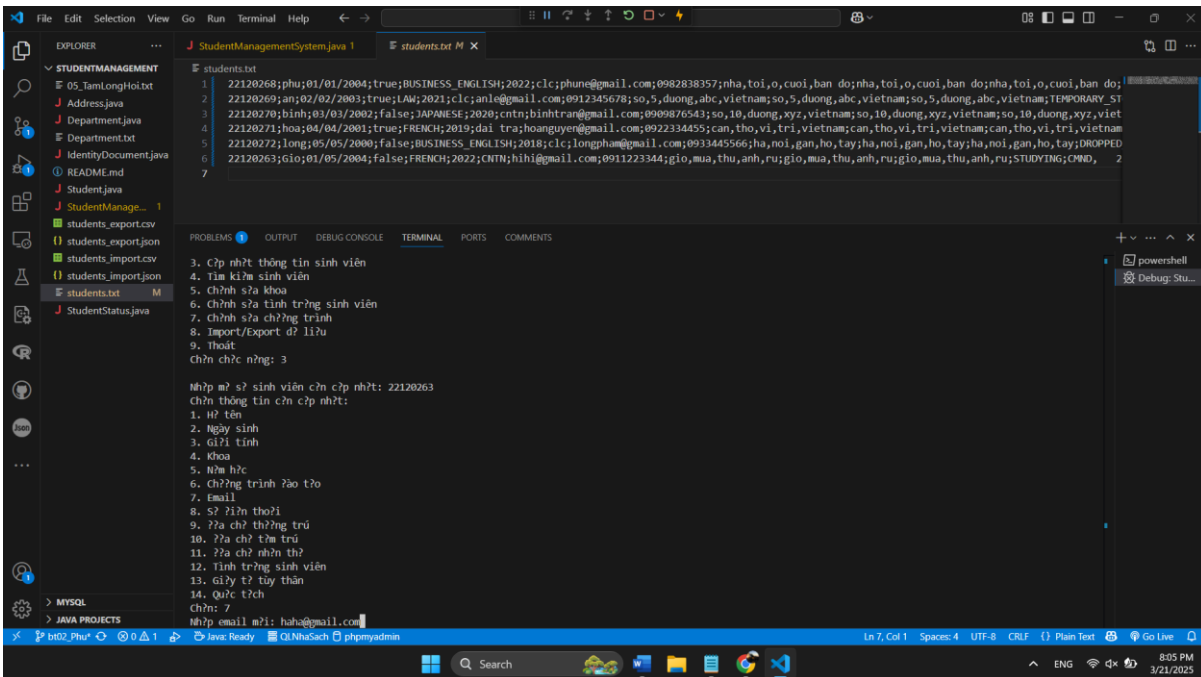 File Edit Selection View Go Run Terminal Help
EXPLORER
STUDENTMANAGEMENT
05_TamLongHoi.txt
Address.java
Department.java
Department.txt
IdentityDocument.java
README.md
Student.java
StudentManage... 1
students_export.csv
students_export.json
students_import.csv
students_import.json
students.txt M
StudentStatus.java
MYSQL
JAVA PROJECTS
StudentManagementSystem.java 1 students.txt M
students.txt
1 22120268;phu;01/01/2004;true;BUSINESS_ENGLISH;2022;clc;phune@gmail.com;0982838357;nha,toi,o,cuoi,ban do;nha,toi,o,cuoi,ban do;nha,toi,o,cuoi,ban do;
2 22120269;an;02/02/2003;true;LAW;2021;clc;anle@gmail.com;0912345678;so,5,duong,abc,vietnam;so,5,duong,abc,vietnam;so,5,duong,abc,vietnam;TEMPORARY_ST
3 22120270;binh;03/03/2002;false;JAPANESE;2020;cntn;binhtran@gmail.com;0909876543;so,10,duong,xyz,vietnam;so,10,duong,xyz,vietnam;so,10,duong,xyz,viet
4 22120271;hoa;04/04/2001;true;FRENCH;2019;dai tra;hoanguyen@gmail.com;0922334455;can,tho,vi,tri,vietnam;can,tho,vi,tri,vietnam;can,tho,vi,tri,vietnam
5 22120272;long;05/05/2000;false;BUSINESS_ENGLISH;2018;clc;longpham@gmail.com;0933445566;ha,noi,gan,ho,tay;ha,noi,gan,ho,tay;ha,noi,gan,ho,tay;DROPPED
6 22120263;Gio;01/05/2004;false;FRENCH;2022;CNTN;hihi@gmail.com;0911223344;gio,mua,thu,anh,ru;gio,mua,thu,anh,ru;gio,mua,thu,anh,ru;STUDYING;CMND, 2
7
PROBLEMS 1 OUTPUT DEBUG CONSOLE TERMINAL PORTS COMMENTS
powershell
Debug: Stu...
3. C?p nh?t thông tin sinh viên
4. Tìm ki?m sinh viên
5. Ch?nh s?a khoa
6. Ch?nh s?a tình tr?ng sinh viên
7. Ch?nh s?a ch??ng trình
8. Import/Export d? li?u
9. Thoát
Ch?n ch?c n?ng: 3
Nh?p m? s? sinh viên c?n c?p nh?t: 22120263
Ch?n thông tin c?n c?p nh?t:
1. H? tên
2. Ngày sinh
3. Gi?i tính
4. Khoa
5. N?m h?c
6. Ch??ng trình ?ào t?o
7. Email
8. S? ?i?n tho?i
9. ??a ch? th??ng trú
10. ??a ch? t?m trú
11. ??a ch? nh?n th?
12. Tình tr?ng sinh viên
13. Gi?y t? tùy thân
14. Qu?c t?ch
Ch?n: 7
Nh?p email m?i: haha@gmail.com
bt02_Phu* 0 0 1 Java: Ready QLNhaSach phpmyadmin Ln 7, Col 1 Spaces: 4 UTF-8 CRLF {} Plain Text Go Live
Search
ENG
8:05 PM
3/21/2025